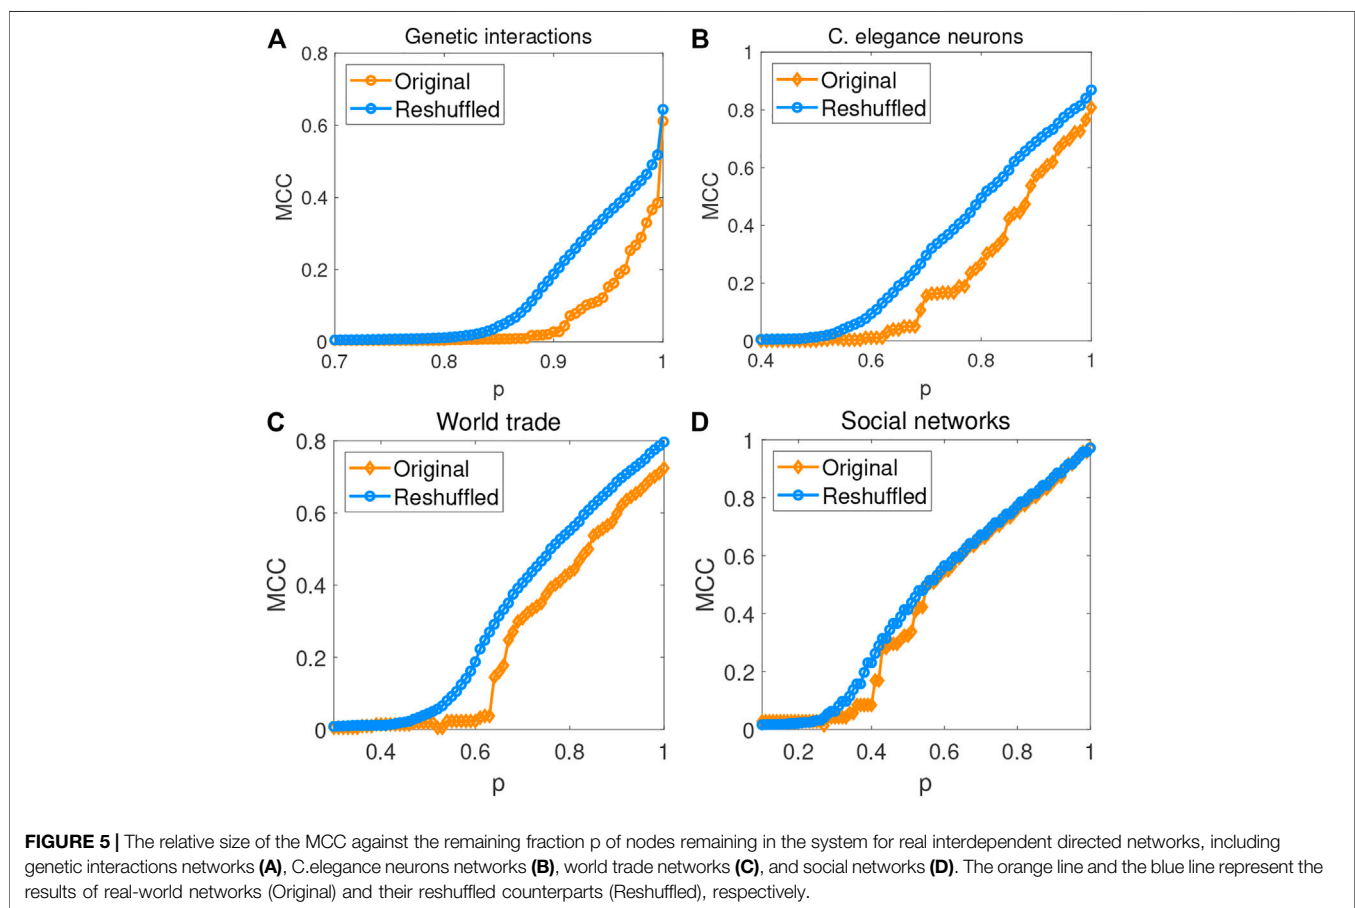 A
Genetic interactions
0.8
0.6
0.4
0.2
0
MCC
Original
Reshuffled
0.7
0.8
0.9
1
p
B
C. elegance neurons
1
0.8
0.6
0.4
0.2
0
MCC
Original
Reshuffled
0.4
0.6
0.8
1
p
C
World trade
0.8
0.6
0.4
0.2
0
MCC
Original
Reshuffled
0.4
0.6
0.8
1
p
D
Social networks
1
0.8
0.6
0.4
0.2
0
MCC
Original
Reshuffled
0.2
0.4
0.6
0.8
1
p
FIGURE 5 | The relative size of the MCC against the remaining fraction p of nodes remaining in the system for real interdependent directed networks, including
genetic interactions networks (A), C.elegance neurons networks (B), world trade networks (C), and social networks (D). The orange line and the blue line represent the
results of real-world networks (Original) and their reshuffled counterparts (Reshuffled), respectively.